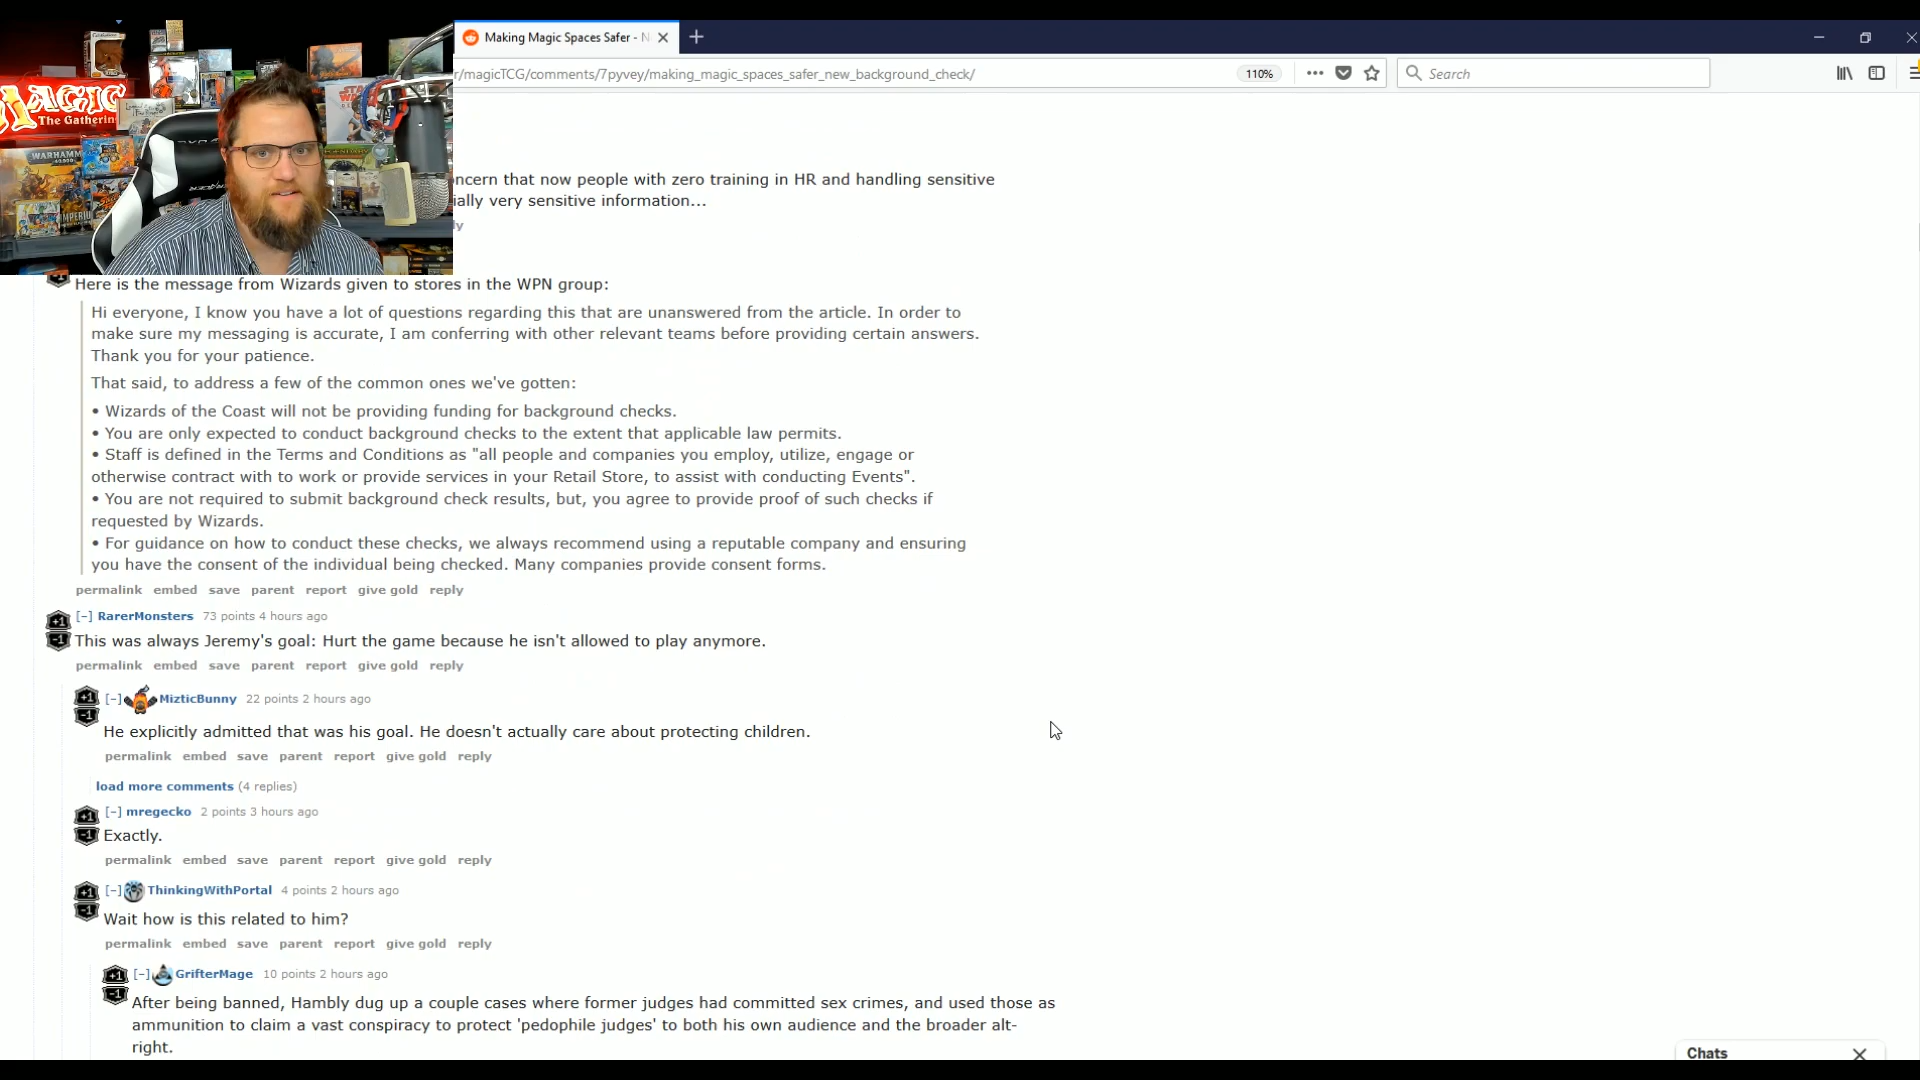 Making Magic Spaces Safer - N
r/magicTCG/comments/7pyvey/making_magic_spaces_safer_new_background_check/
110%
Search
MAGIC
The Gathering
WARHAMM
oncern that now people with zero training in HR and handling sensitive
ially very sensitive information...
ly
Here is the message from Wizards given to stores in the WPN group:
Hi everyone, I know you have a lot of questions regarding this that are unanswered from the article. In order to
make sure my messaging is accurate, I am conferring with other relevant teams before providing certain answers.
Thank you for your patience.
That said, to address a few of the common ones we've gotten:
• Wizards of the Coast will not be providing funding for background checks.
• You are only expected to conduct background checks to the extent that applicable law permits.
• Staff is defined in the Terms and Conditions as "all people and companies you employ, utilize, engage or
otherwise contract with to work or provide services in your Retail Store, to assist with conducting Events".
• You are not required to submit background check results, but, you agree to provide proof of such checks if
requested by Wizards.
• For guidance on how to conduct these checks, we always recommend using a reputable company and ensuring
you have the consent of the individual being checked. Many companies provide consent forms.
permalink embed save parent report give gold reply
+1 [-] RarerMonsters 73 points 4 hours ago
-1 This was always Jeremy's goal: Hurt the game because he isn't allowed to play anymore.
permalink embed save parent report give gold reply
+1 [-] MizticBunny 22 points 2 hours ago
-1
He explicitly admitted that was his goal. He doesn't actually care about protecting children.
permalink embed save parent report give gold reply
load more comments (4 replies)
+1 [-] mregecko 2 points 3 hours ago
-1 Exactly.
permalink embed save parent report give gold reply
+1 [-] ThinkingWithPortal 4 points 2 hours ago
-1 Wait how is this related to him?
permalink embed save parent report give gold reply
+1 [-] GrifterMage 10 points 2 hours ago
-1 After being banned, Hambly dug up a couple cases where former judges had committed sex crimes, and used those as
ammunition to claim a vast conspiracy to protect 'pedophile judges' to both his own audience and the broader alt-
right.
Chats